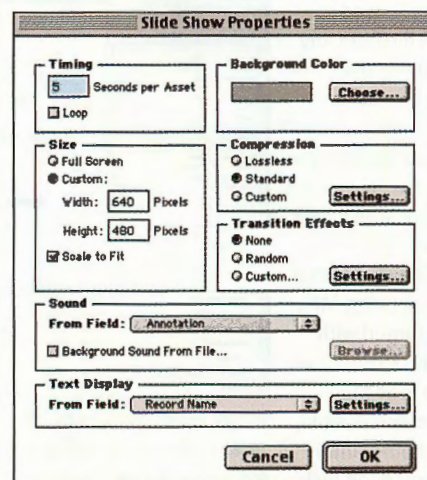 Slide Show Properties
Timing
5 Seconds per Asset
Loop
Background Color
Choose...
Size
Full Screen
Custom:
Width: 640 Pixels
Height: 480 Pixels
Scale to Fit
Compression
Lossless
Standard
Custom Settings...
Transition Effects
None
Random
Custom... Settings...
Sound
From Field: Annotation
Background Sound From File... Browse...
Text Display
From Field: Record Name Settings...
Cancel OK